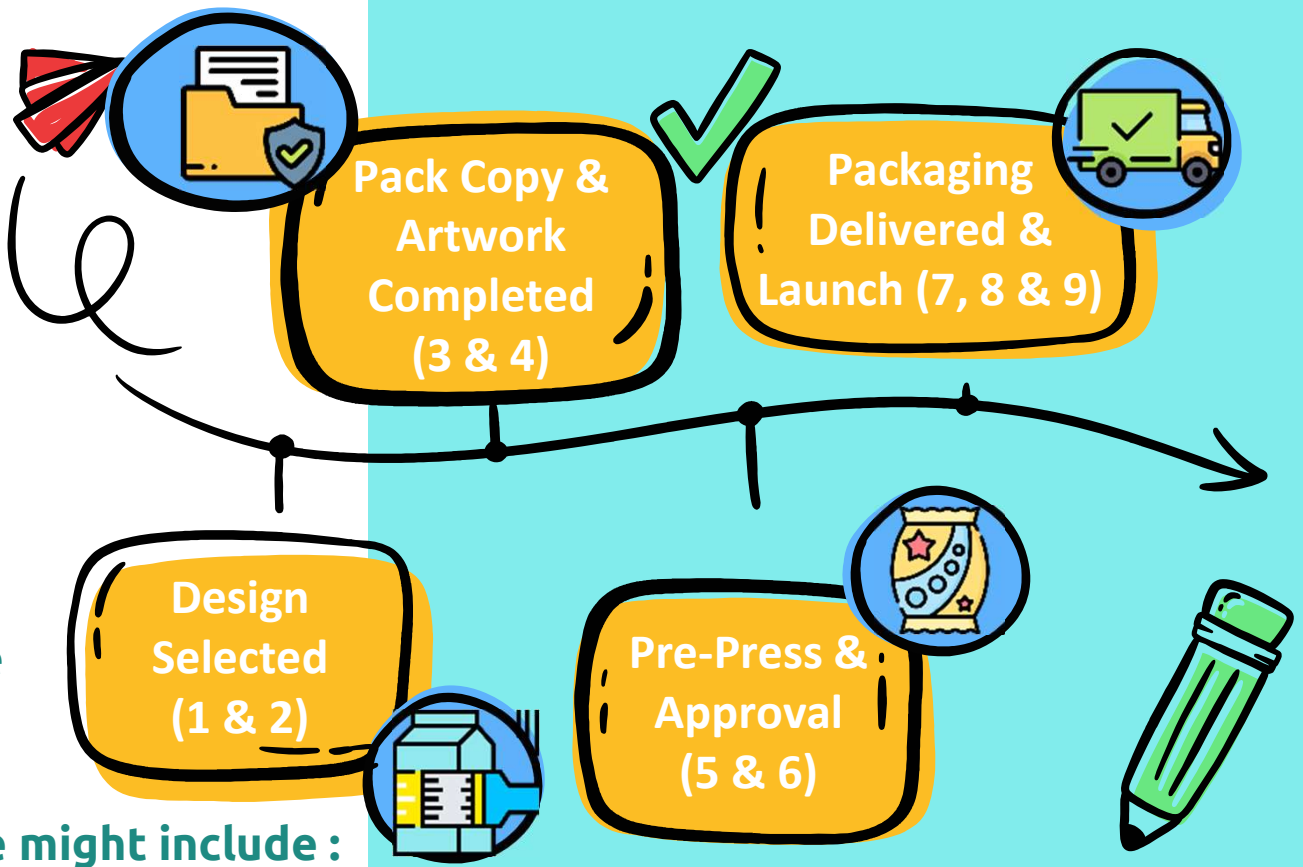 Pack Copy &
Artwork
Completed
(3 & 4)
Packaging
Delivered &
Launch (7, 8 & 9)
Design
Selected
(1 & 2)
Pre-Press &
Approval
(5 & 6)
might include :